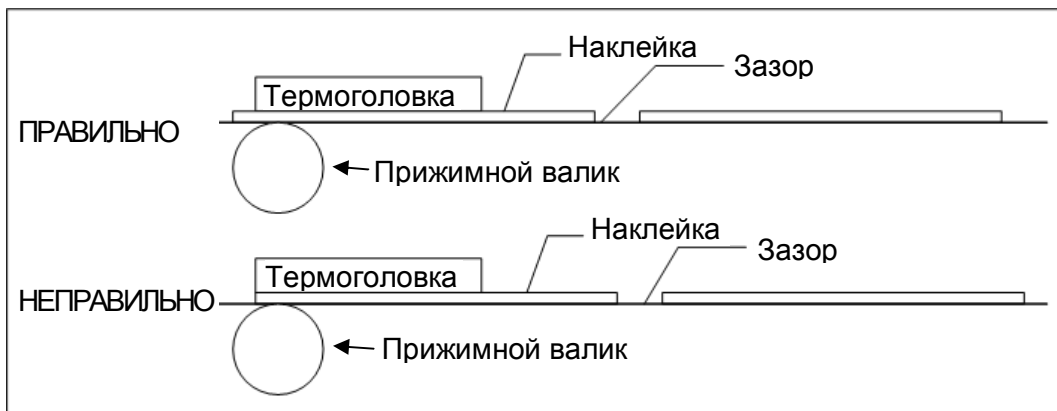 Наклейка
Зазор
Термоголовка
ПРАВИЛЬНО
Прижимной валик
Наклейка
Зазор
Термоголовка
НЕПРАВИЛЬНО
Прижимной валик